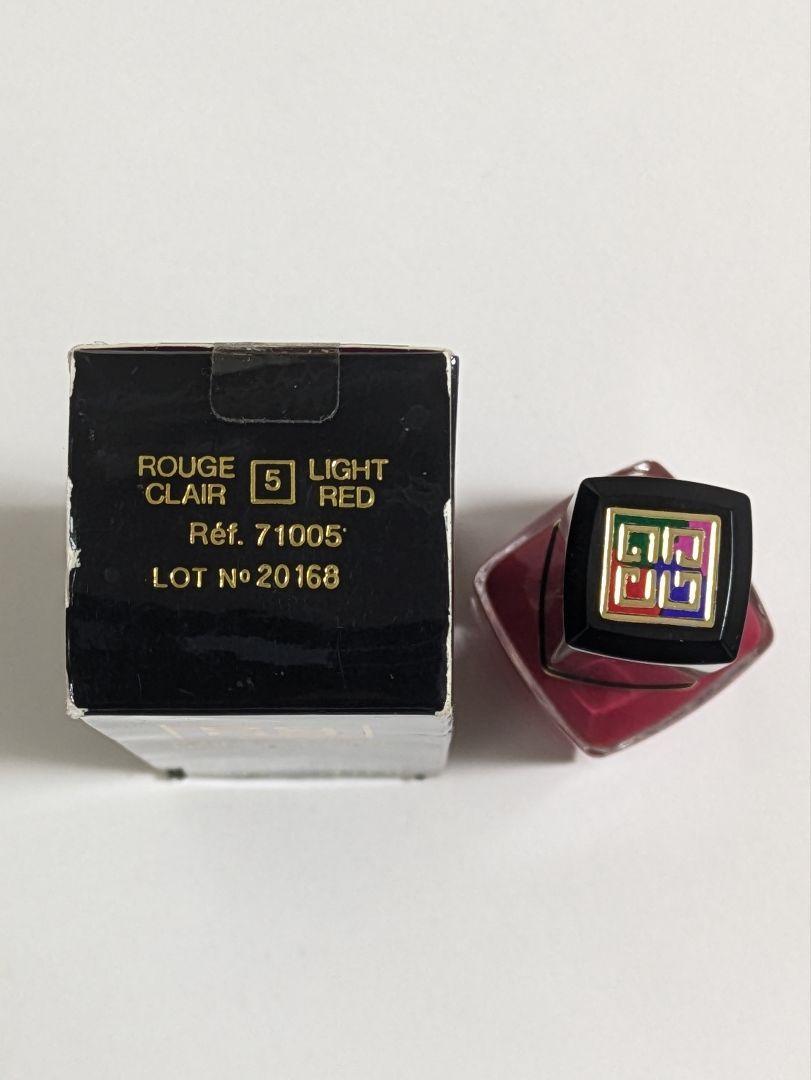 ROUGE 5 LIGHT
CLAIR RED
Réf. 71005
LOT Nº 20168